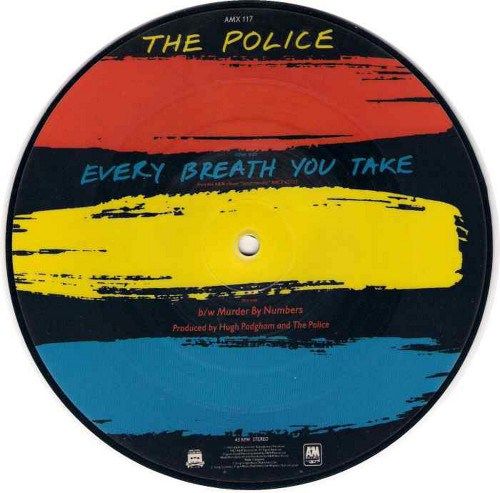 AMX 117
THE POLICE
EVERY BREATH YOU TAKE
b/w Murder By Numbers
Produced by Hugh Padgham and The Police
45 RPM STEREO
A&M